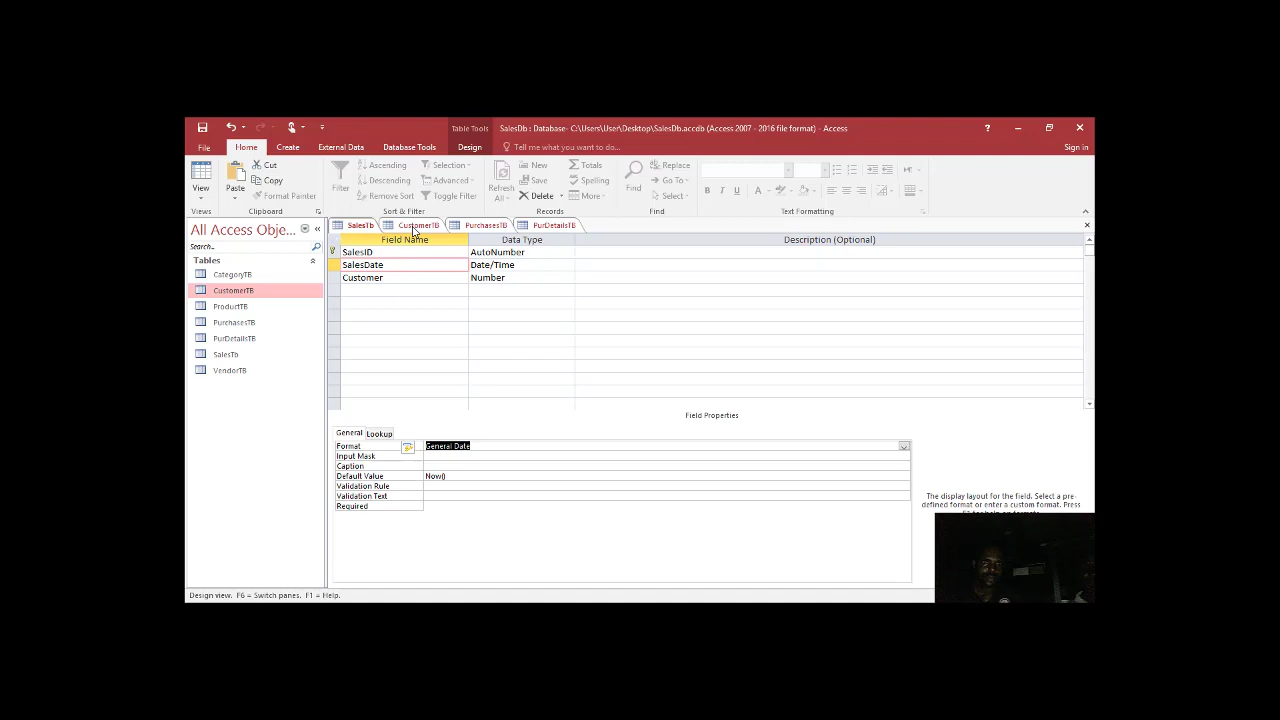 Table Tools
SalesDb : Database- C:\Users\User\Desktop\SalesDb.accdb (Access 2007 - 2016 file format) - Access
?
File
Home
Create
External Data
Database Tools
Design
Tell me what you want to do...
Sign in
View
Views
Paste
Cut
Copy
Format Painter
Clipboard
Filter
Ascending
Descending
Remove Sort
Selection
Advanced
Toggle Filter
Sort & Filter
Refresh
All
New
Save
Delete
Totals
Spelling
More
Records
Find
Replace
Go To
Select
Find
B I U A
Text Formatting
All Access Obje...
Search..
Tables
CategoryTB
CustomerTB
ProductTB
PurchasesTB
PurDetailsTB
SalesTb
VendorTB
SalesTb
CustomerTB
PurchasesTB
PurDetailsTB
Field Name Data Type Description (Optional)
SalesID AutoNumber
SalesDate Date/Time
Customer Number
Field Properties
General
Lookup
Format General Date
Input Mask
Caption
Default Value Now()
Validation Rule
Validation Text
Required
The display layout for the field. Select a pre-
defined format or enter a custom format. Press
Design view. F6 = Switch panes. F1 = Help.